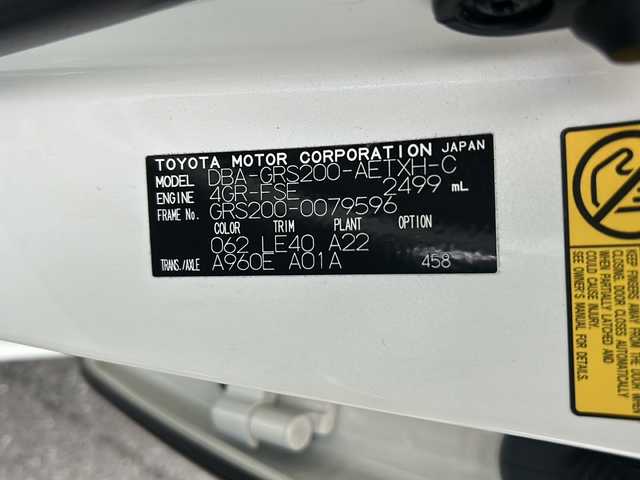 TOYOTA MOTOR CORPORATION JAPAN
MODEL DBA-GRS200-AETXH-C
ENGINE 4GR-FSE 2499 mL
FRAME No. GRS200-0079596
COLOR TRIM PLANT OPTION
062 LE40 A22
TRANS./AXLE A960E A01A 458
KEEP FINGERS AWAY FROM THE DOOR WHEN
CLOSING. DOOR CLOSES AUTOMATICALLY
WHEN PARTIALLY LATCHED AND
COULD CAUSE INJURY.
SEE OWNER'S MANUAL FOR DETAILS.